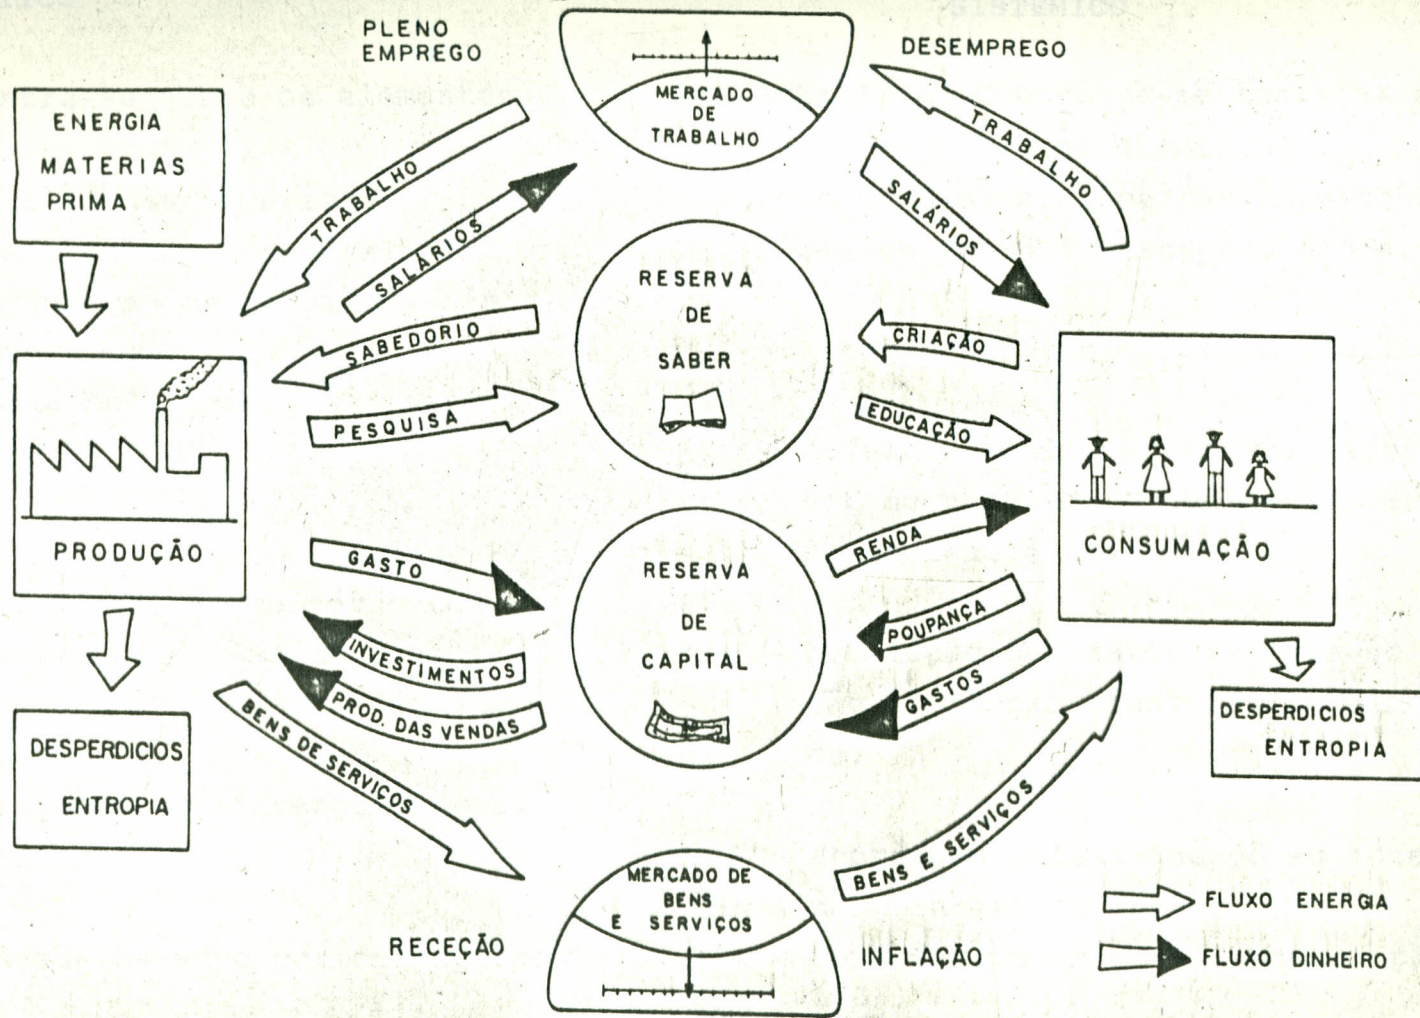 PLENO
EMPREGO
DESEMPREGO
MERCADO
DE
TRABALHO
ENERGIA
MATERIAS
PRIMA
TRABALHO
SALÁRIOS
TRABALHO
SALÁRIOS
RESERVA
DE
SABER
SABEDORIO
PESQUISA
CRIAÇÃO
EDUCAÇÃO
PRODUÇÃO
CONSUMAÇÃO
GASTO
INVESTIMENTOS
PROD. DAS VENDAS
RESERVA
DE
CAPITAL
RENDA
POUPANÇA
GASTOS
DESPERDICIOS
ENTROPIA
DESPERDICIOS
ENTROPIA
BENS DE SERVIÇOS
BENS E SERVIÇOS
MERCADO DE
BENS
E SERVIÇOS
RECEÇÃO
INFLAÇÃO
FLUXO ENERGIA
FLUXO DINHEIRO